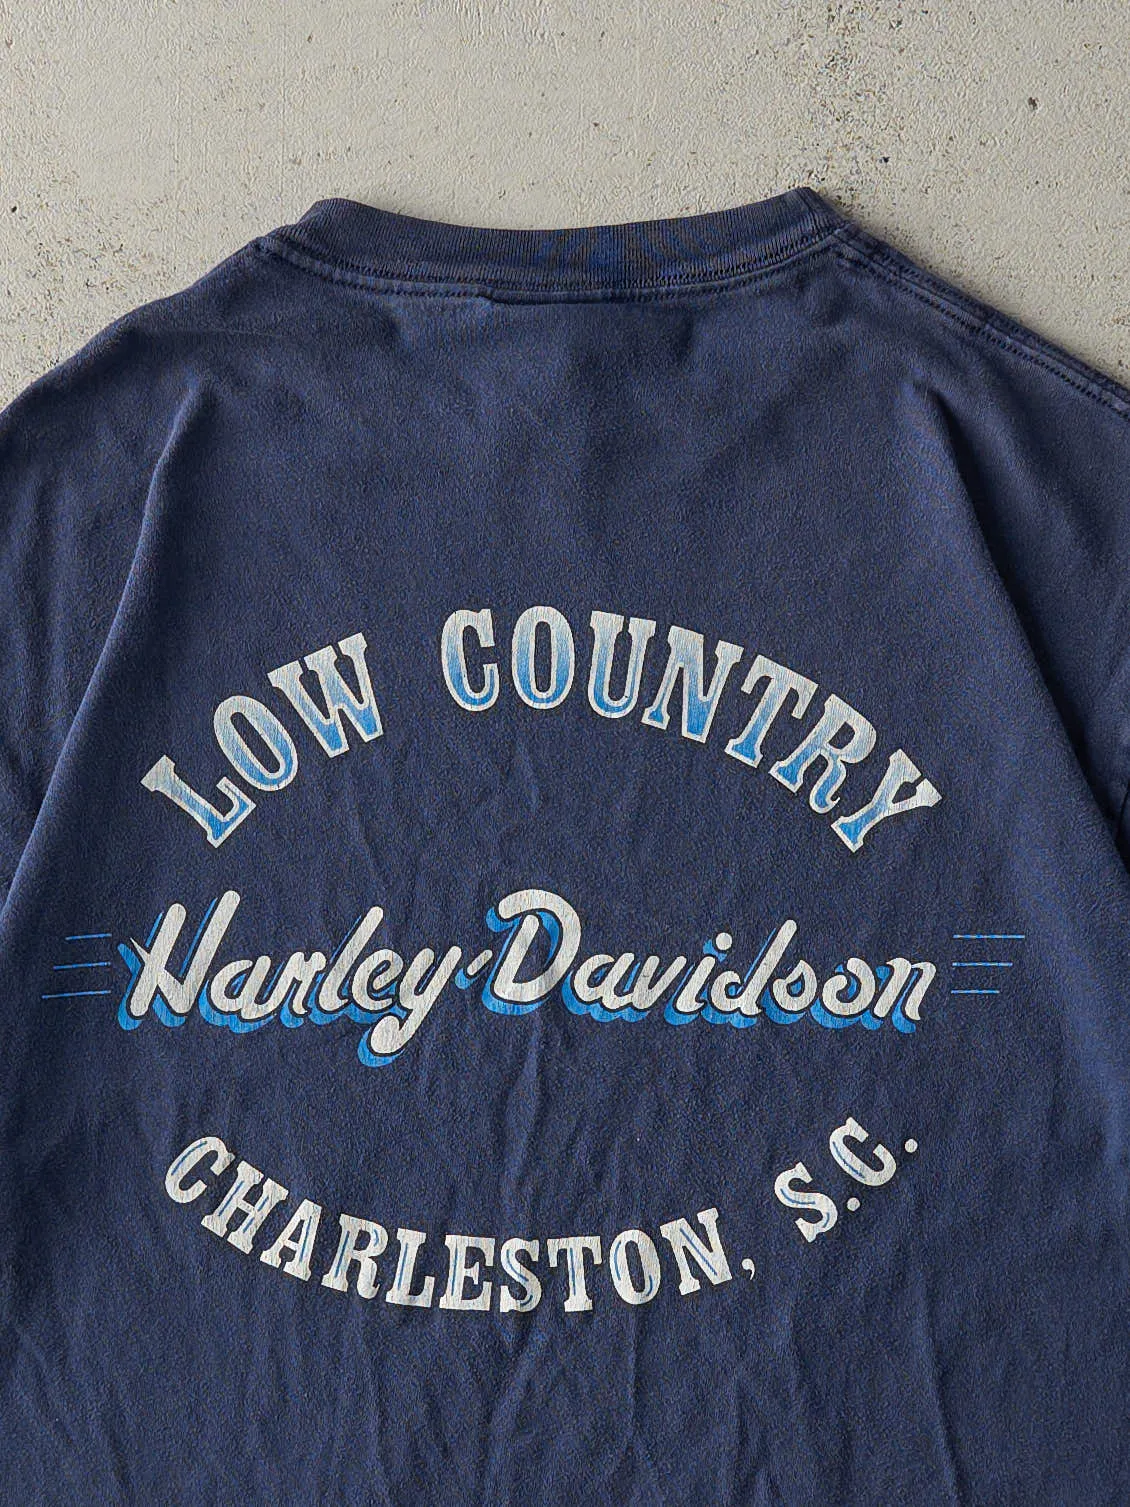 LOW COUNTRY
Harley-Davidson
CHARLESTON, S.C.